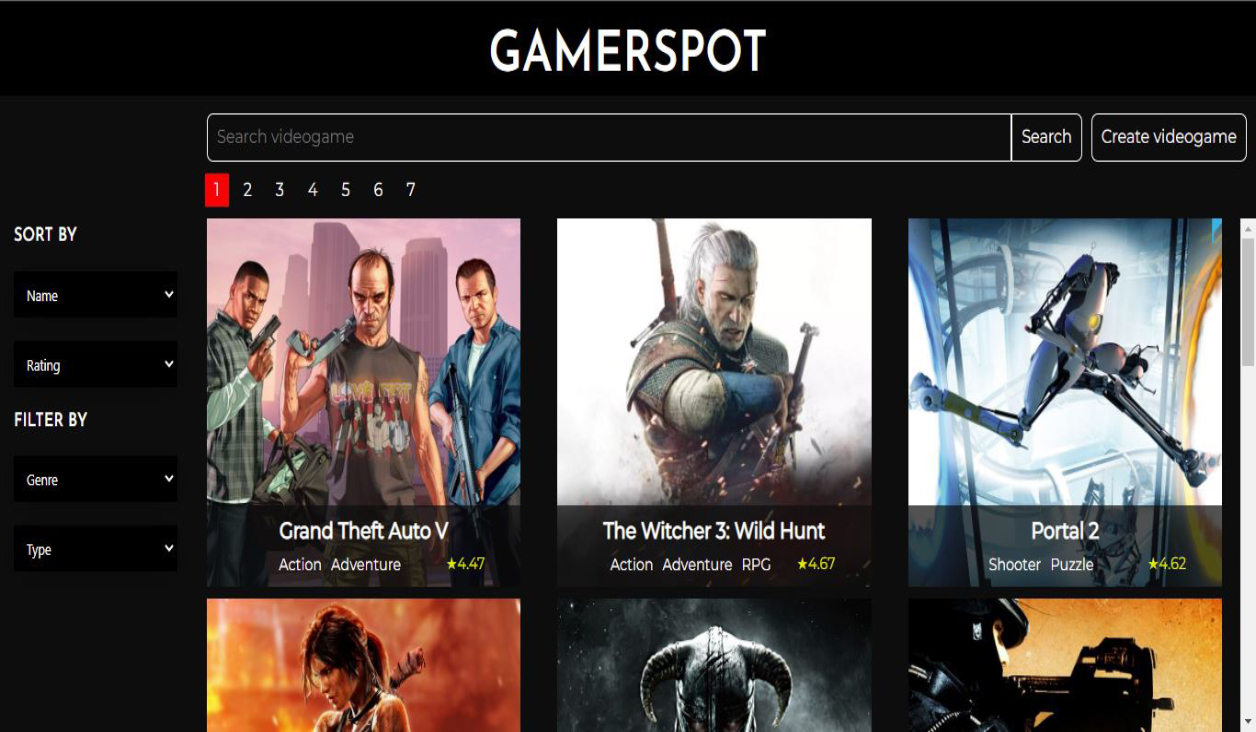 GAMERSPOT
Search videogame
Search
Create videogame
1 2 3 4 5 6 7
SORT BY
Name
Rating
FILTER BY
Genre
Type
Grand Theft Auto V
Action Adventure ★4.47
The Witcher 3: Wild Hunt
Action Adventure RPG ★4.67
Portal 2
Shooter Puzzle ★4.62